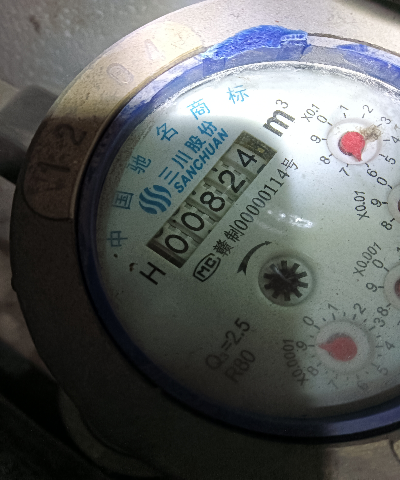 中国驰名商标
三川股份
SANCHUAN
00824 m³
H
MC 赣制00000114号
X0.1
X0.01
X0.001
X0.0001
Q₃=2.5
R80